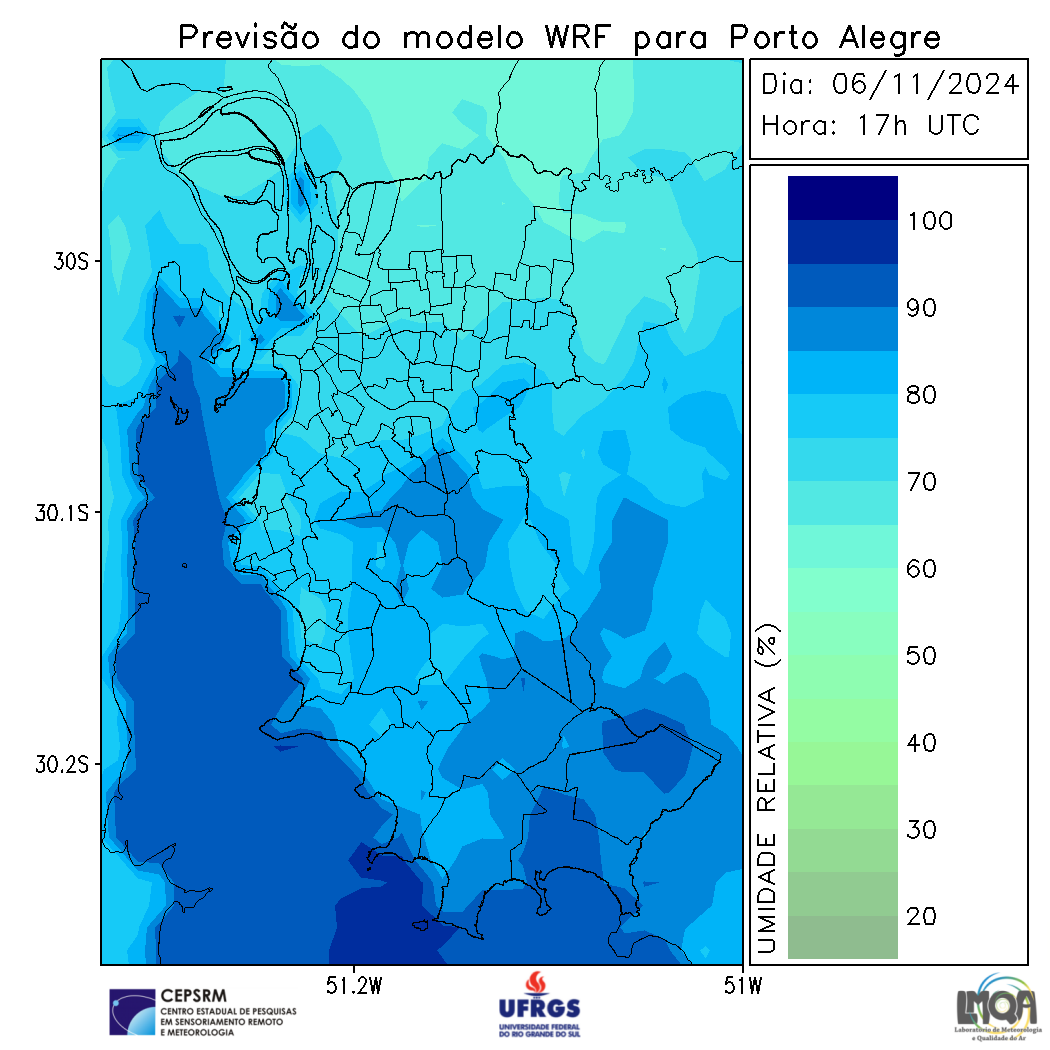 Previsão do modelo WRF para Porto Alegre
Dia: 06/11/2024
Hora: 17h UTC
30S
30.1S
30.2S
51.2W
51W
100
90
80
70
60
50
40
30
20
UMIDADE RELATIVA (%)
CEPSRM
CENTRO ESTADUAL DE PESQUISAS
EM SENSORIAMENTO REMOTO
E METEOROLOGIA
UFRGS
UNIVERSIDADE FEDERAL
DO RIO GRANDE DO SUL
LMQA
Laboratório de Meteorologia
e Qualidade do Ar